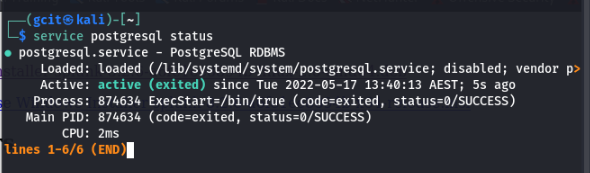 ┌──(gcit㉿kali)-[~]
└─$ service postgresql status
● postgresql.service - PostgreSQL RDBMS
Loaded: loaded (/lib/systemd/system/postgresql.service; disabled; vendor p>
Active: active (exited) since Tue 2022-05-17 13:40:13 AEST; 5s ago
Process: 874634 ExecStart=/bin/true (code=exited, status=0/SUCCESS)
Main PID: 874634 (code=exited, status=0/SUCCESS)
CPU: 2ms
lines 1-6/6 (END)